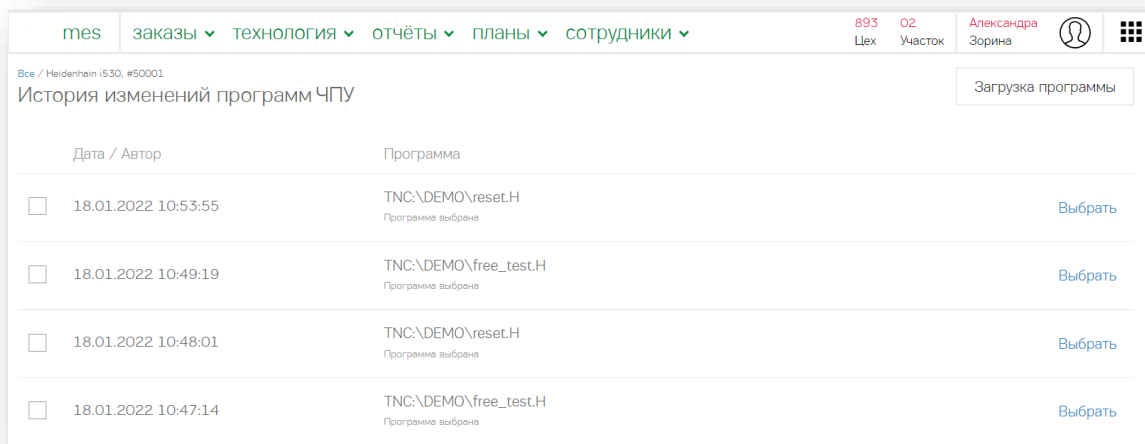 mes заказы технология отчёты планы сотрудники 893 02 Александра
Цех Участок Зорина
Все / Heidenhain i530, #50001
История изменений программ ЧПУ
Загрузка программы
Дата / Автор Программа
18.01.2022 10:53:55 TNC:\DEMO\reset.H Выбрать
Программа выбрана
18.01.2022 10:49:19 TNC:\DEMO\free_test.H Выбрать
Программа выбрана
18.01.2022 10:48:01 TNC:\DEMO\reset.H Выбрать
Программа выбрана
18.01.2022 10:47:14 TNC:\DEMO\free_test.H Выбрать
Программа выбрана